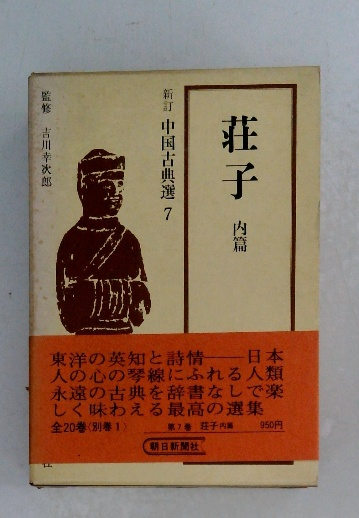 荘子 内篇
新訂 中国古典選 7
監修 吉川幸次郎
東洋の英知と詩情――日本
人の心の琴線にふれる人類
永遠の古典を辞書なしで楽
しく味わえる最高の選集
全20巻(別巻1) 第7巻 荘子内篇 950円
朝日新聞社
社